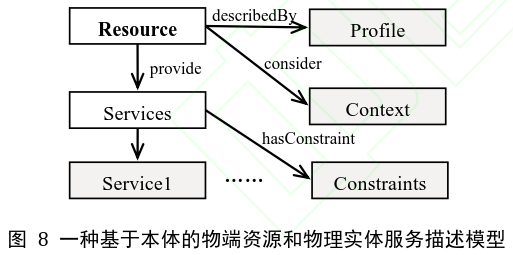 Resource
describedBy
Profile
provide
consider
Services
Context
hasConstraint
Service1
......
Constraints
图 8 一种基于本体的物端资源和物理实体服务描述模型